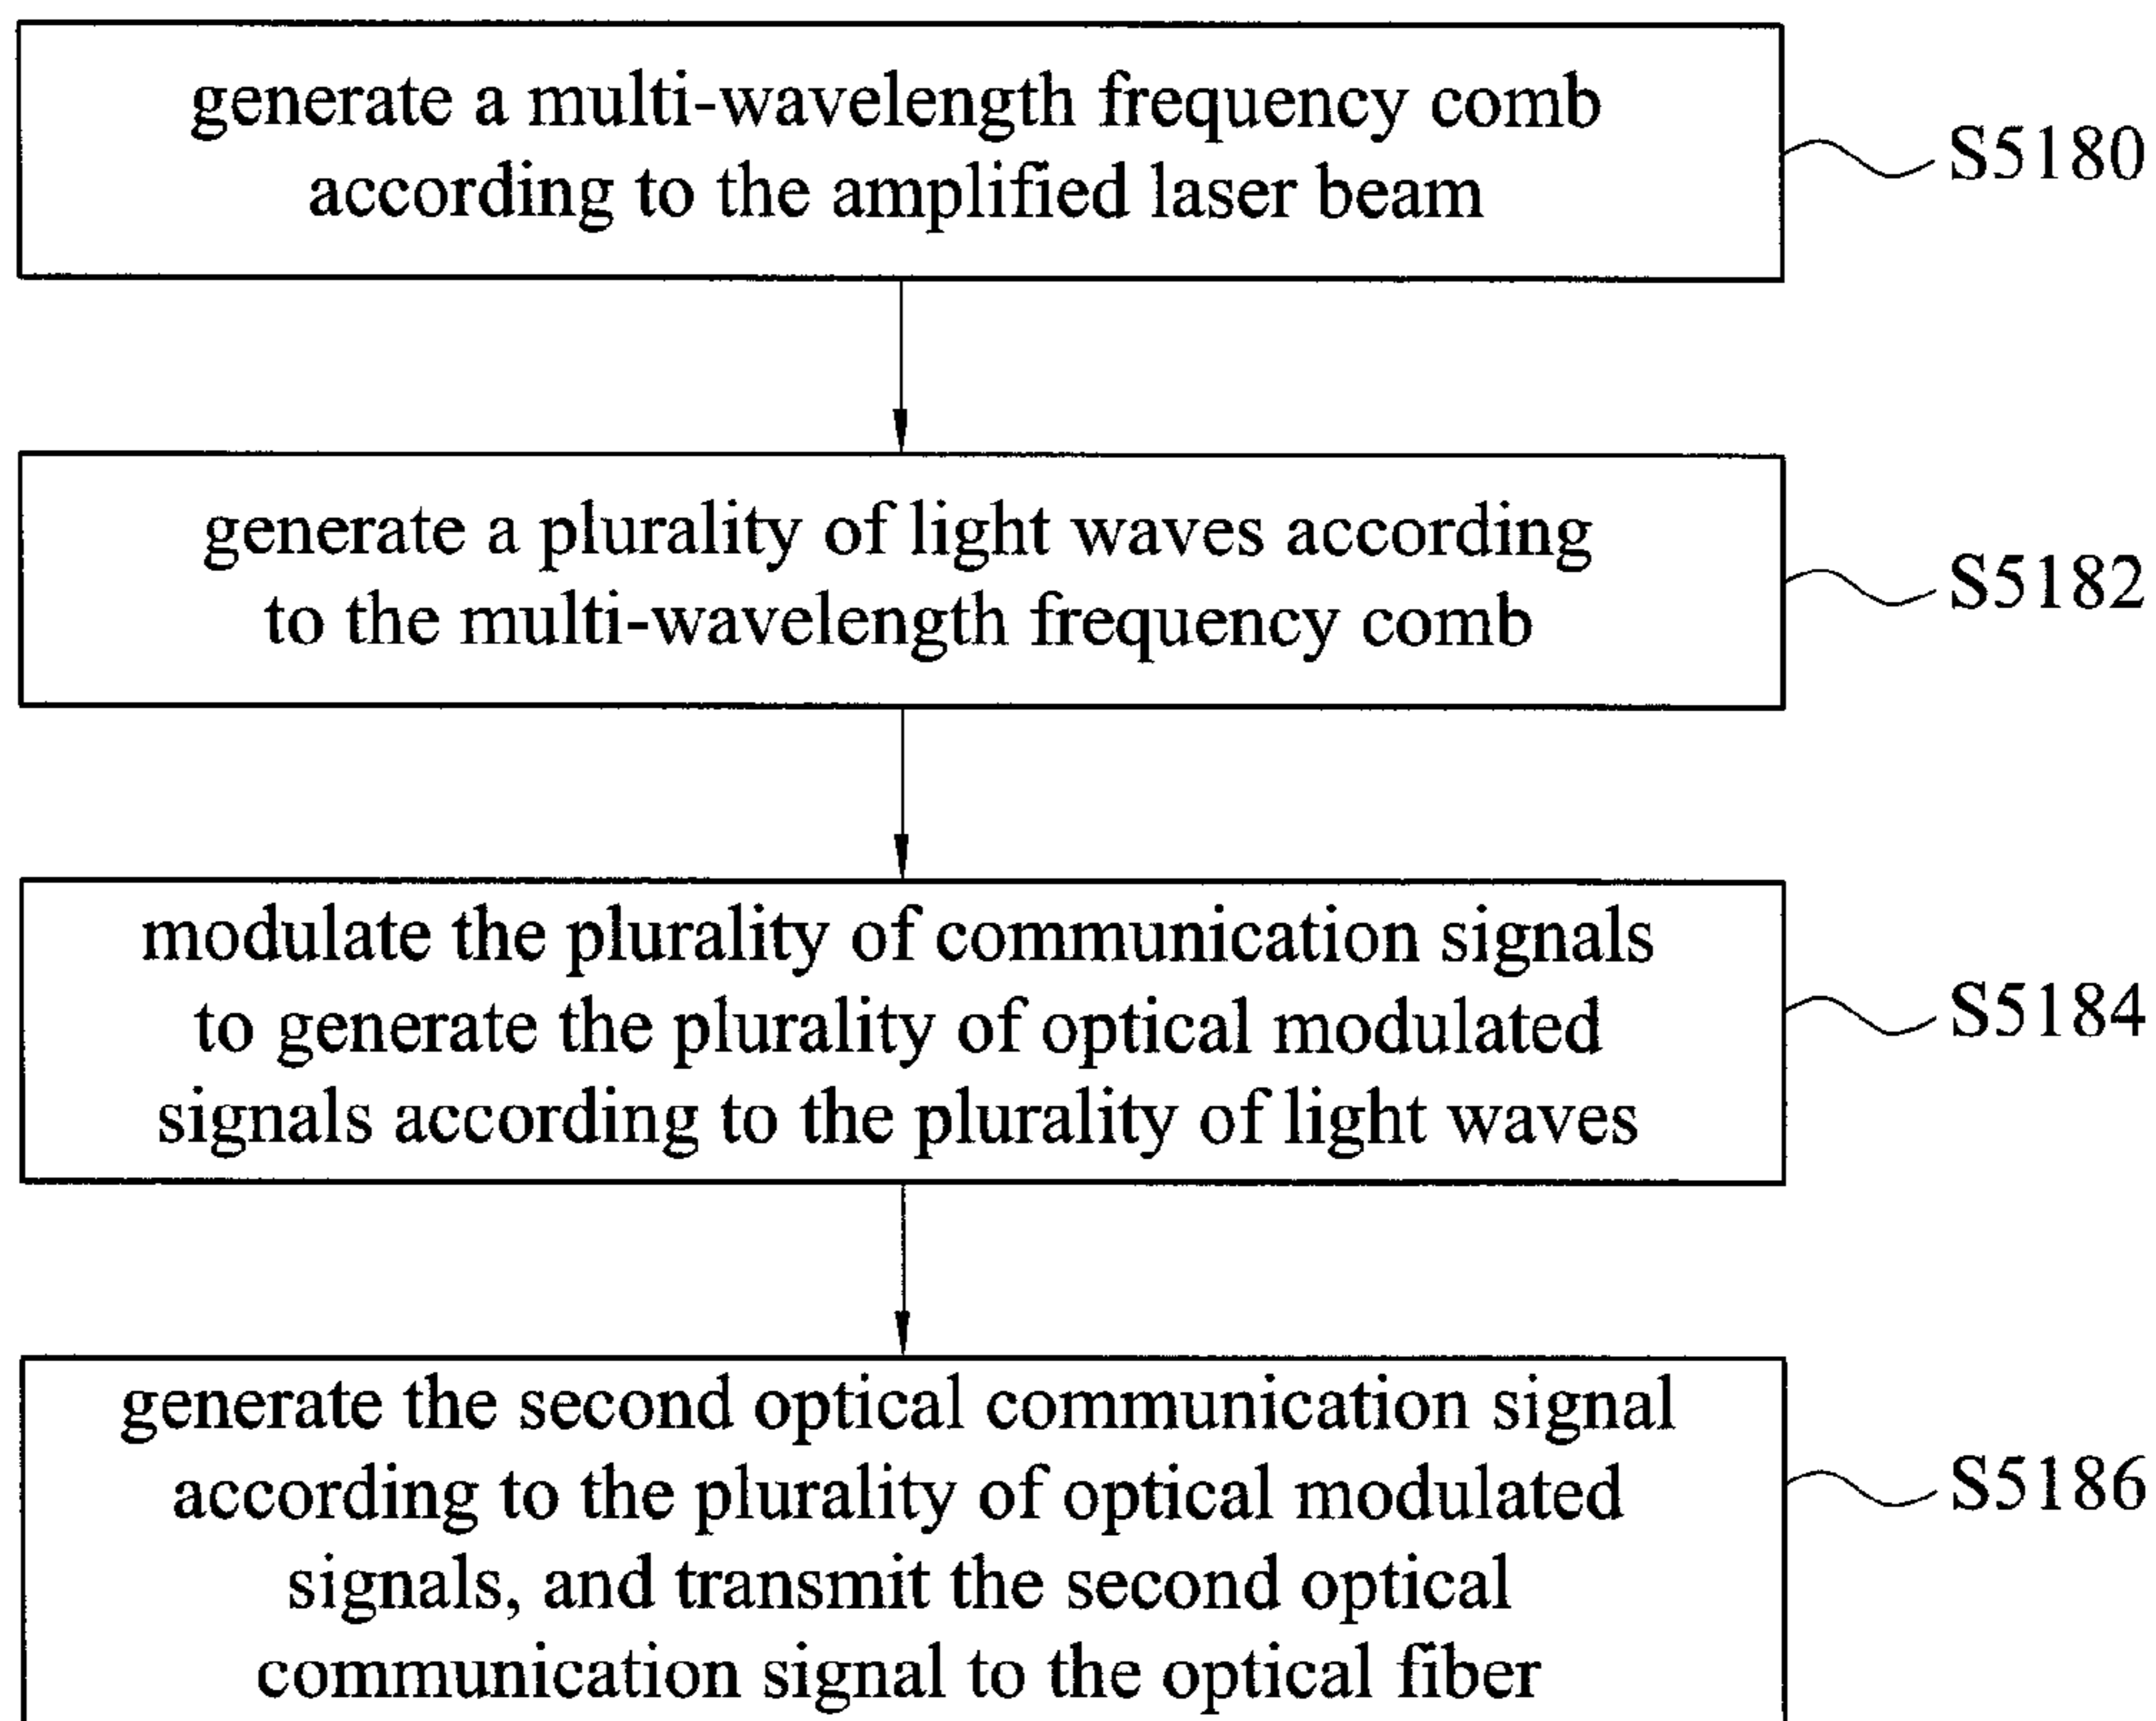 generate a multi-wavelength frequency comb
according to the amplified laser beam
S5180
generate a plurality of light waves according
to the multi-wavelength frequency comb
S5182
modulate the plurality of communication signals
to generate the plurality of optical modulated
signals according to the plurality of light waves
S5184
generate the second optical communication signal
according to the plurality of optical modulated
signals, and transmit the second optical
communication signal to the optical fiber
S5186